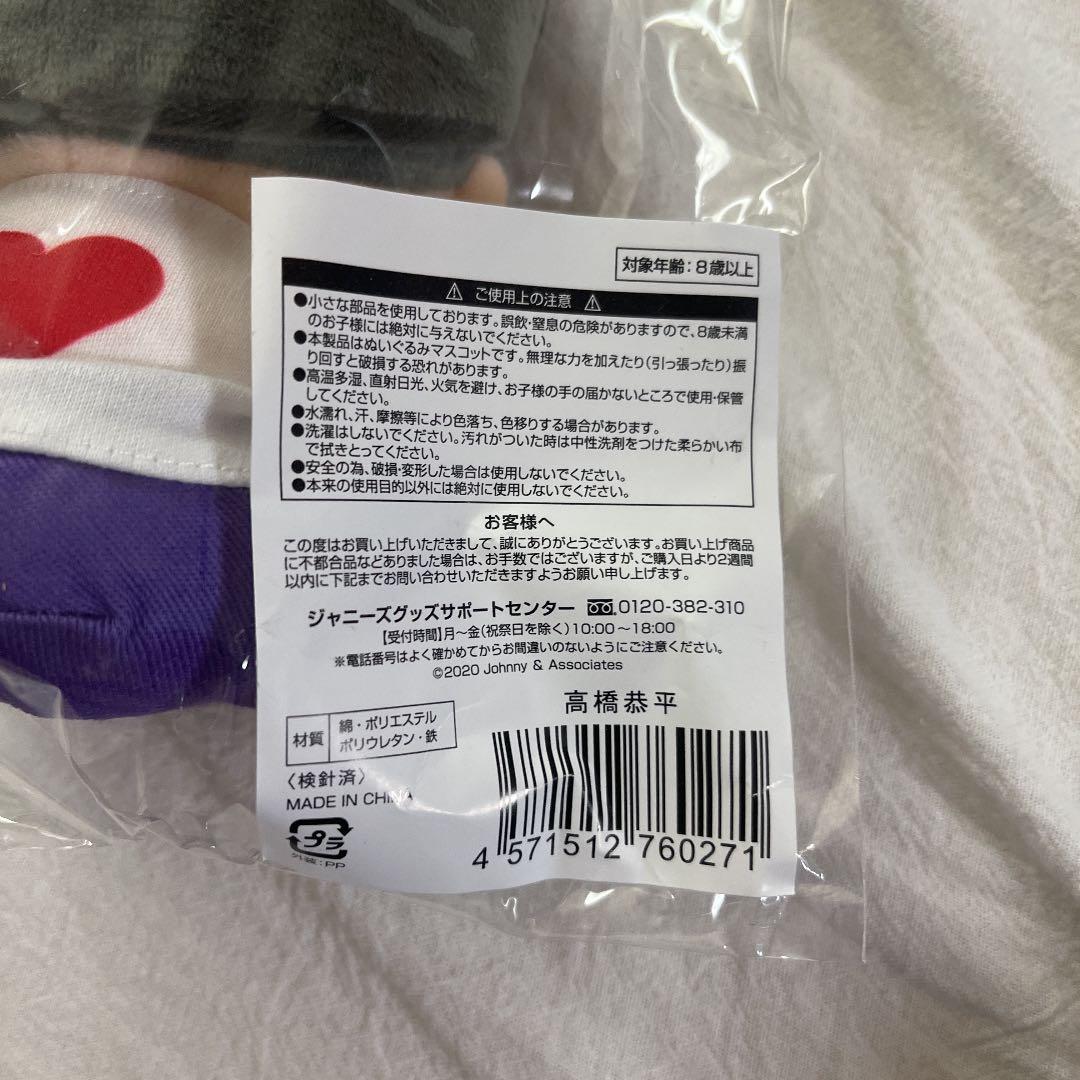 対象年齢:8歳以上
⚠ ご使用上の注意 ⚠
●小さな部品を使用しております。誤飲・窒息の危険がありますので、8歳未満
のお子様には絶対に与えないでください。
●本製品はぬいぐるみマスコットです。無理な力を加えたり(引っ張ったり)振
り回すと破損する恐れがあります。
●高温多湿、直射日光、火気を避け、お子様の手の届かないところで使用・保管
してください。
●水濡れ、汗、摩擦等により色落ち、色移りする場合があります。
●洗濯はしないでください。汚れがついた時は中性洗剤をつけた柔らかい布
で拭きとってください。
●安全の為、破損・変形した場合は使用しないでください。
●本来の使用目的以外には絶対に使用しないでください。
お客様へ
この度はお買い上げいただきまして、誠にありがとうございます。お買い上げ商品
に不都合品などありました場合は、お手数ではございますが、ご購入日より2週間
以内に下記までお問い合わせいただきますようお願い申し上げます。
ジャニーズグッズサポートセンター 0120-382-310
【受付時間】月～金(祝祭日を除く)10:00～18:00
※電話番号はよく確かめてからお間違いのないようにご注意ください。
©2020 Johnny & Associates
高橋恭平
材質
綿・ポリエステル
ポリウレタン・鉄
〈検針済〉
MADE IN CHINA
プラ
外装:PP
4 571512 760271